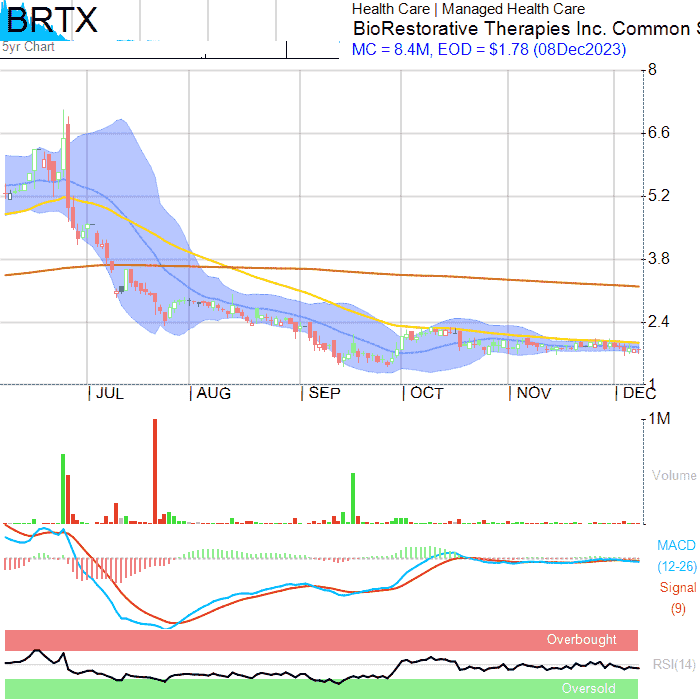 BRTX
5yr Chart
Health Care | Managed Health Care
BioRestorative Therapies Inc. Common S
MC = 8.4M, EOD = $1.78 (08Dec2023)
8
6.6
5.2
3.8
2.4
1
JUL AUG SEP OCT NOV DEC
1M
Volume
MACD
(12-26)
Signal
(9)
Overbought
RSI(14)
Oversold